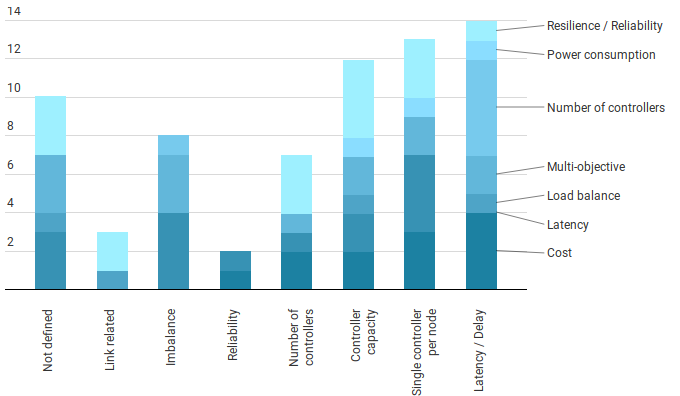 14
12
10
8
6
4
2
Resilience / Reliability
Power consumption
Number of controllers
Multi-objective
Load balance
Latency
Cost
Not defined
Link related
Imbalance
Reliability
Number of
controllers
Controller
capacity
Single controller
per node
Latency / Delay